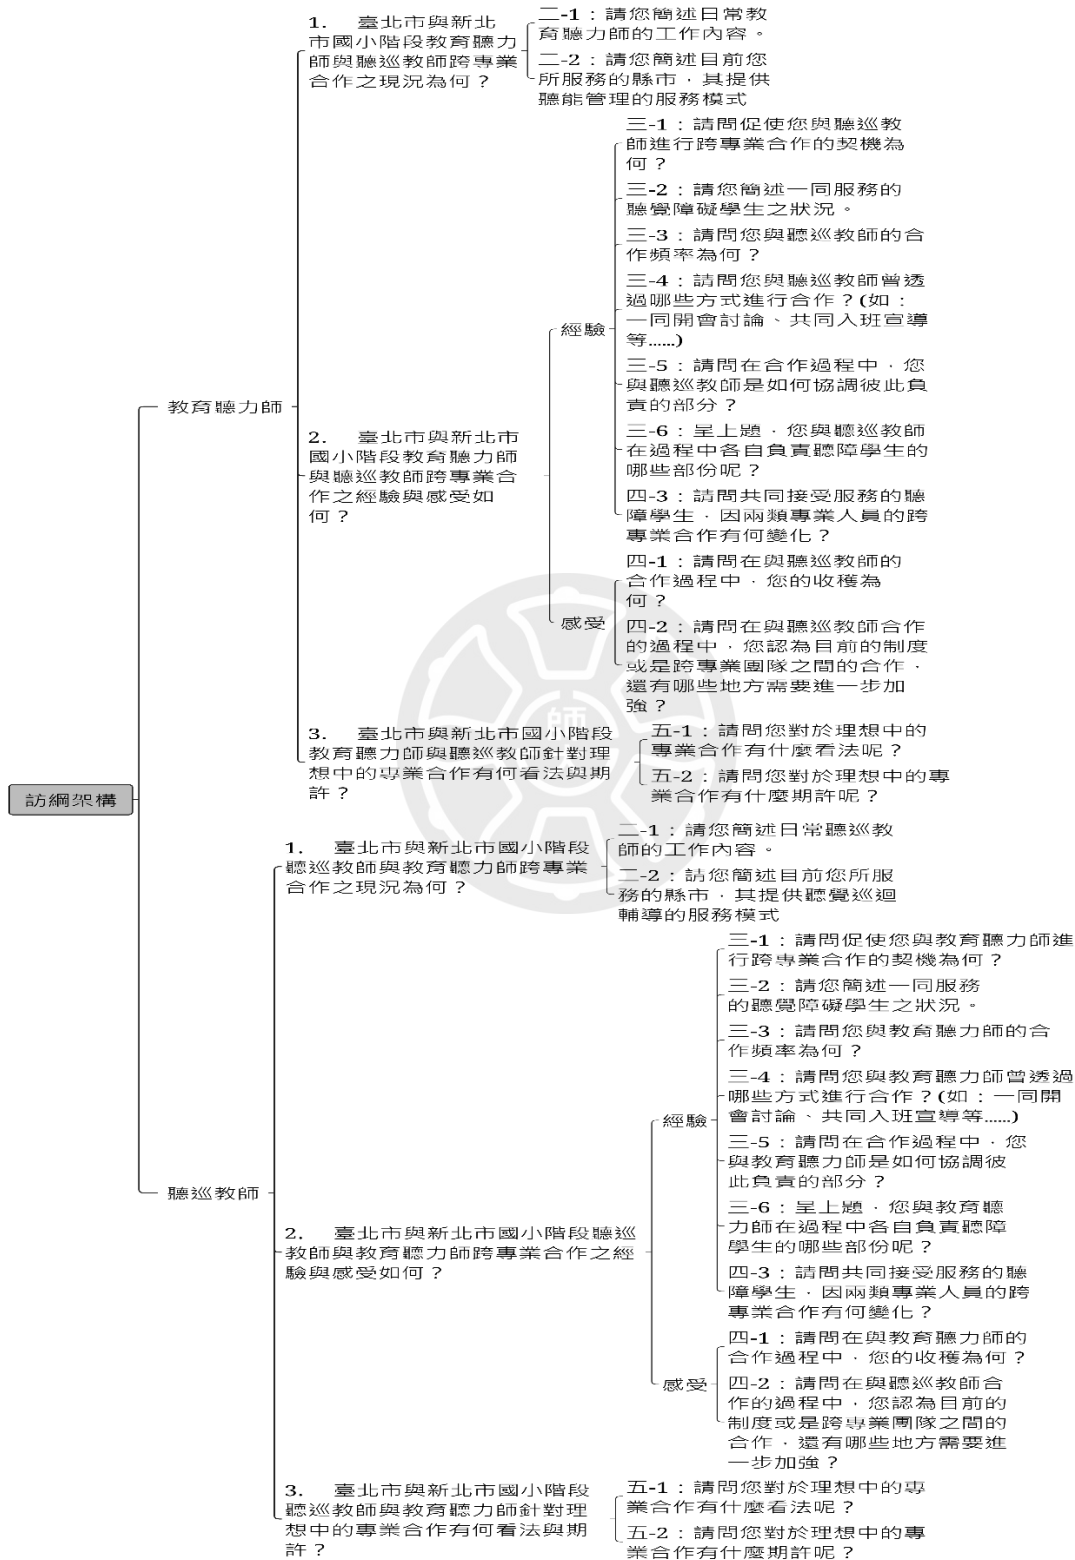 訪綱架構
教育聽力師
1. 臺北市與新北
市國小階段教育聽力
師與聽巡教師跨專業
合作之現況為何？
二-1：請您簡述日常教
育聽力師的工作內容。
二-2：請您簡述目前您
所服務的縣市，其提供
聽能管理的服務模式
2. 臺北市與新北市
國小階段教育聽力師
與聽巡教師跨專業合
作之經驗與感受如
何？
經驗
三-1：請問促使您與聽巡教
師進行跨專業合作的契機為
何？
三-2：請您簡述一同服務的
聽覺障礙學生之狀況。
三-3：請問您與聽巡教師的合
作頻率為何？
三-4：請問您與聽巡教師曾透
過哪些方式進行合作？(如：
一同開會討論、共同入班宣導
等......)
三-5：請問在合作過程中，您
與聽巡教師是如何協調彼此負
責的部分？
三-6：呈上題，您與聽巡教師
在過程中各自負責聽障學生的
哪些部份呢？
四-3：請問共同接受服務的聽
障學生，因兩類專業人員的跨
專業合作有何變化？
感受
四-1：請問在與聽巡教師的
合作過程中，您的收穫為
何？
四-2：請問在與聽巡教師合作
的過程中，您認為目前的制度
或是跨專業團隊之間的合作，
還有哪些地方需要進一步加
強？
3. 臺北市與新北市國小階段
教育聽力師與聽巡教師針對理
想中的專業合作有何看法與期
許？
五-1：請問您對於理想中的
專業合作有什麼看法呢？
五-2：請問您對於理想中的專
業合作有什麼期許呢？
師
聽巡教師
1. 臺北市與新北市國小階段
聽巡教師與教育聽力師跨專業
合作之現況為何？
二-1：請您簡述日常聽巡教
師的工作內容。
二-2：請您簡述目前您所服
務的縣市，其提供聽覺巡迴
輔導的服務模式
2. 臺北市與新北市國小階段聽巡
教師與教育聽力師跨專業合作之經
驗與感受如何？
經驗
三-1：請問促使您與教育聽力師進
行跨專業合作的契機為何？
三-2：請您簡述一同服務
的聽覺障礙學生之狀況。
三-3：請問您與教育聽力師的合
作頻率為何？
三-4：請問您與教育聽力師曾透過
哪些方式進行合作？(如：一同開
會討論、共同入班宣導等......)
三-5：請問在合作過程中，您
與教育聽力師是如何協調彼
此負責的部分？
三-6：呈上題，您與教育聽
力師在過程中各自負責聽障
學生的哪些部份呢？
四-3：請問共同接受服務的聽
障學生，因兩類專業人員的跨
專業合作有何變化？
感受
四-1：請問在與教育聽力師的
合作過程中，您的收穫為何？
四-2：請問在與聽巡教師合
作的過程中，您認為目前的
制度或是跨專業團隊之間的
合作，還有哪些地方需要進
一步加強？
3. 臺北市與新北市國小階段
聽巡教師與教育聽力師針對理
想中的專業合作有何看法與期
許？
五-1：請問您對於理想中的專
業合作有什麼看法呢？
五-2：請問您對於理想中的專
業合作有什麼期許呢？